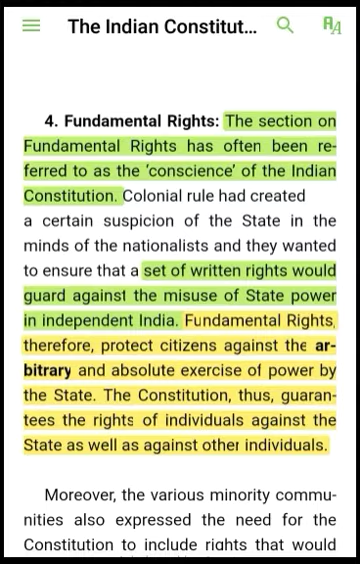 The Indian Constitut...
AA
4. Fundamental Rights: The section on
Fundamental Rights has often been re-
ferred to as the ‘conscience’ of the Indian
Constitution. Colonial rule had created
a certain suspicion of the State in the
minds of the nationalists and they wanted
to ensure that a set of written rights would
guard against the misuse of State power
in independent India. Fundamental Rights,
therefore, protect citizens against the ar-
bitrary and absolute exercise of power by
the State. The Constitution, thus, guaran-
tees the rights of individuals against the
State as well as against other individuals.
Moreover, the various minority commu-
nities also expressed the need for the
Constitution to include rights that would